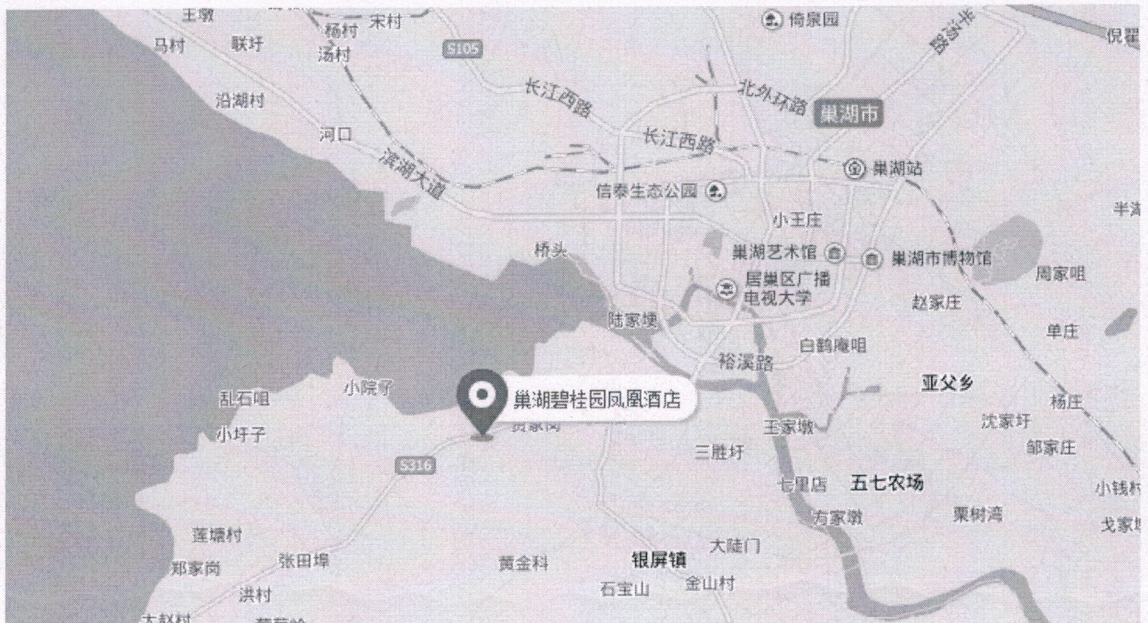 王墩
宋村
杨村
倚泉园
马村
联圩
汤村
S105
半汤路
沿湖村
长江西路
北外环路
巢湖市
河口
长江西路
滨湖大道
巢湖站
信泰生态公园
小王庄
桥头
巢湖艺术馆
巢湖市博物馆
周家咀
居巢区广播
电视大学
赵家庄
陆家埂
单庄
白鹤庵咀
裕溪路
小院子
亚父乡
乱石咀
巢湖碧桂园凤凰酒店
杨庄
小圩子
王家墩
沈家圩
邹家庄
三胜圩
S316
七里店
五七农场
小钱村
方家墩
栗树湾
莲塘村
大陡门
张田埠
黄金科
银屏镇
郑家岗
石宝山
金山村
洪村
大赵村